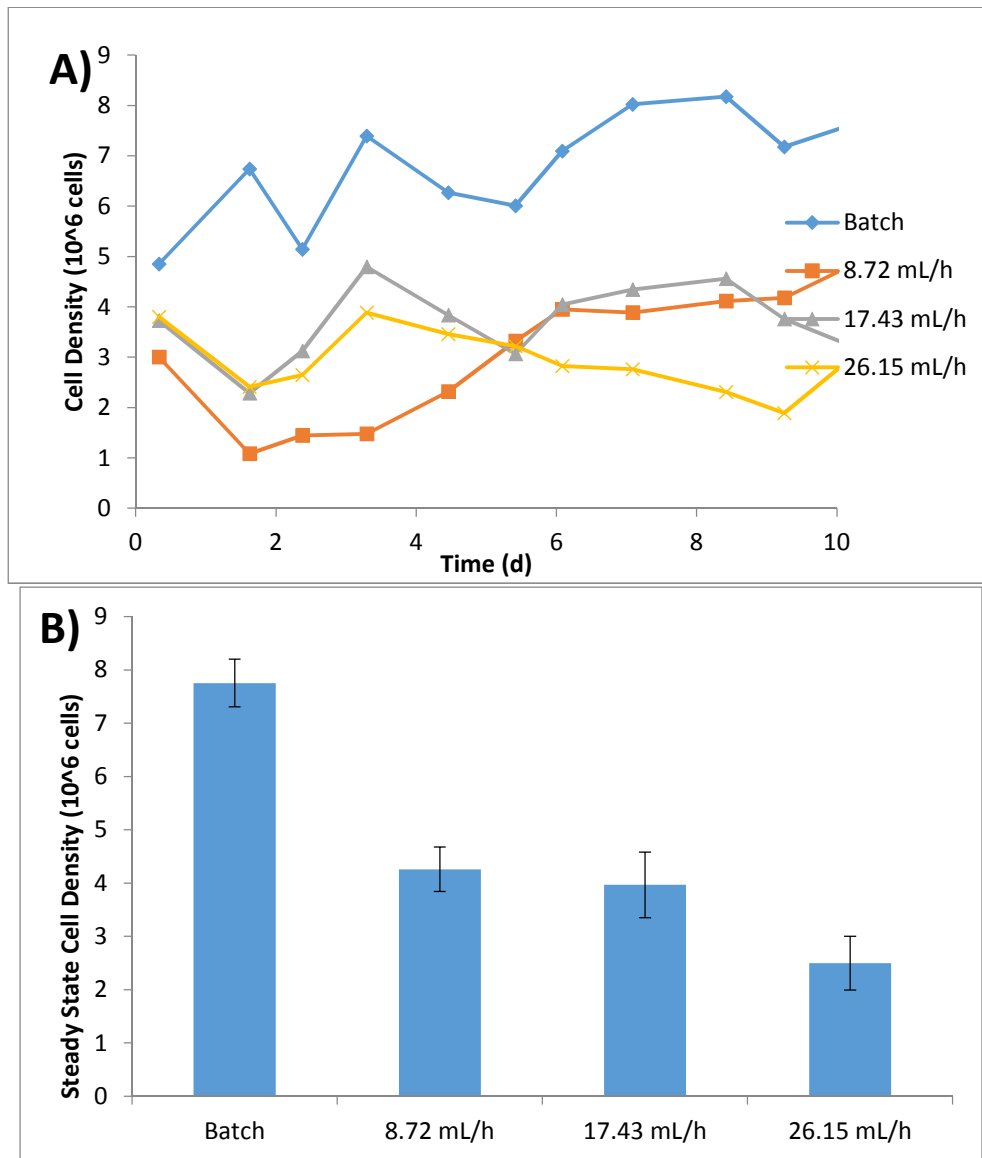 A)
Cell Density (10^6 cells)
9
8
7
6
5
4
3
2
1
0
0 2 4 6 8 10
Time (d)
Batch
8.72 mL/h
17.43 mL/h
26.15 mL/h
B)
Steady State Cell Density (10^6 cells)
9
8
7
6
5
4
3
2
1
0
Batch 8.72 mL/h 17.43 mL/h 26.15 mL/h